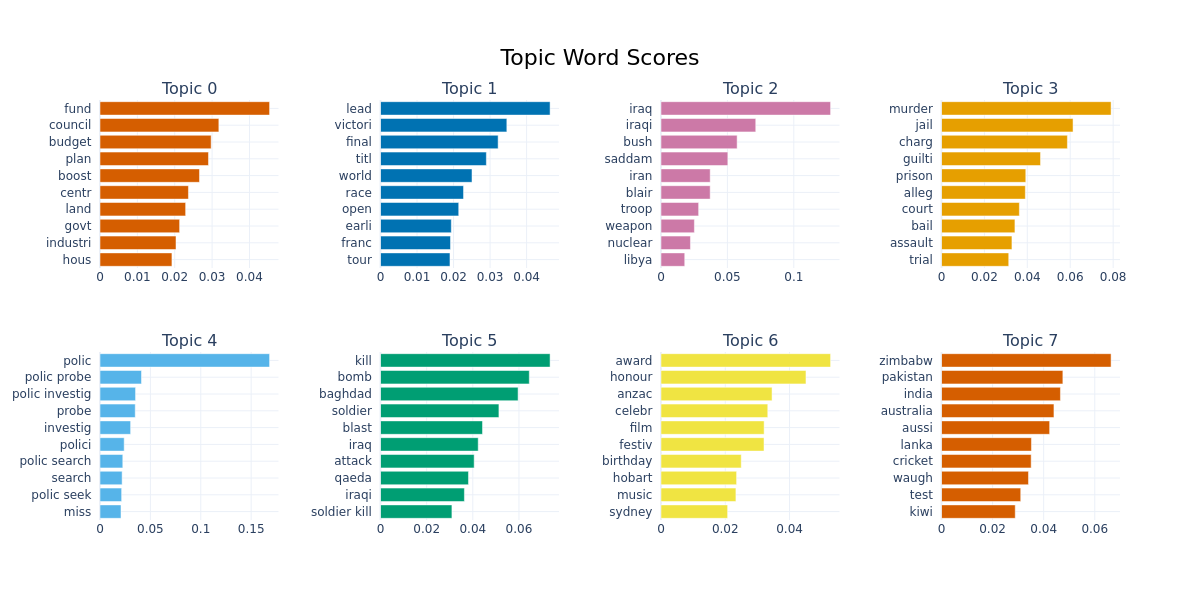 Topic Word Scores
Topic 0
fund
council
budget
plan
boost
centr
land
govt
industri
hous
0 0.01 0.02 0.03 0.04
Topic 1
lead
victori
final
titl
world
race
open
earli
franc
tour
0 0.01 0.02 0.03 0.04
Topic 2
iraq
iraqi
bush
saddam
iran
blair
troop
weapon
nuclear
libya
0 0.05 0.1
Topic 3
murder
jail
charg
guilti
prison
alleg
court
bail
assault
trial
0 0.02 0.04 0.06 0.08
Topic 4
polic
polic probe
polic investig
probe
investig
polici
polic search
search
polic seek
miss
0 0.05 0.1 0.15
Topic 5
kill
bomb
baghdad
soldier
blast
iraq
attack
qaeda
iraqi
soldier kill
0 0.02 0.04 0.06
Topic 6
award
honour
anzac
celebr
film
festiv
birthday
hobart
music
sydney
0 0.02 0.04
Topic 7
zimbabw
pakistan
india
australia
aussi
lanka
cricket
waugh
test
kiwi
0 0.02 0.04 0.06